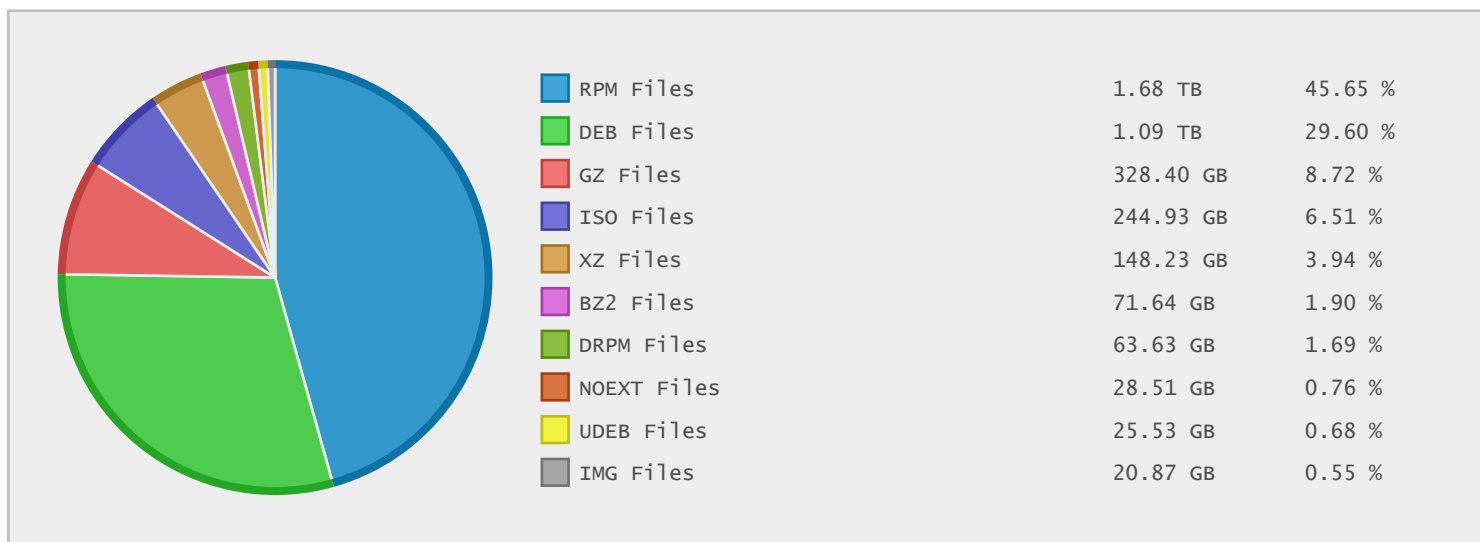 RPM Files 1.68 TB 45.65 %
DEB Files 1.09 TB 29.60 %
GZ Files 328.40 GB 8.72 %
ISO Files 244.93 GB 6.51 %
XZ Files 148.23 GB 3.94 %
BZ2 Files 71.64 GB 1.90 %
DRPM Files 63.63 GB 1.69 %
NOEXT Files 28.51 GB 0.76 %
UDEB Files 25.53 GB 0.68 %
IMG Files 20.87 GB 0.55 %